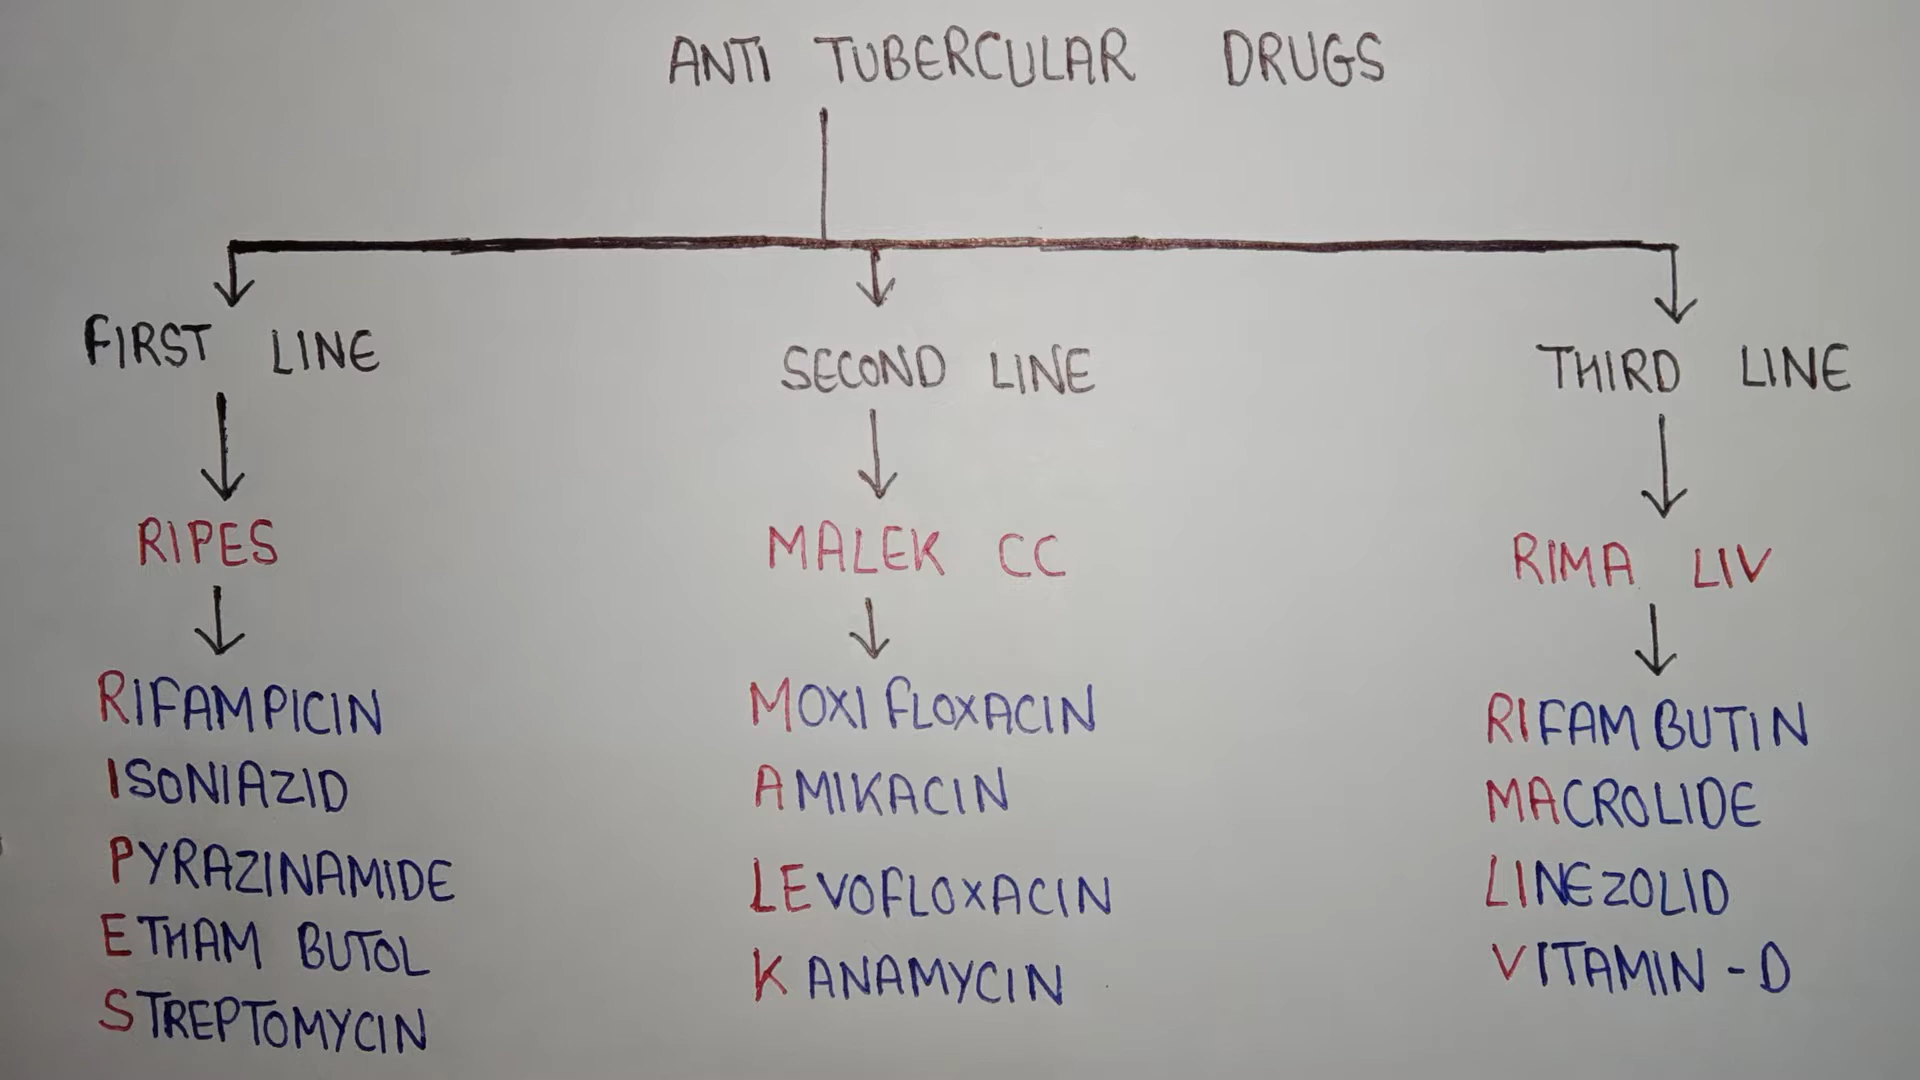 ANTI TUBERCULAR DRUGS
FIRST LINE
RIPES
RIFAMPICIN
ISONIAZID
PYRAZINAMIDE
ETHAM BUTOL
STREPTOMYCIN
SECOND LINE
MALEK CC
MOXI FLOXACIN
AMIKACIN
LEVOFLOXACIN
KANAMYCIN
THIRD LINE
RIMA LIV
RIFAM BUTIN
MACROLIDE
LINEZOLID
VITAMIN - D